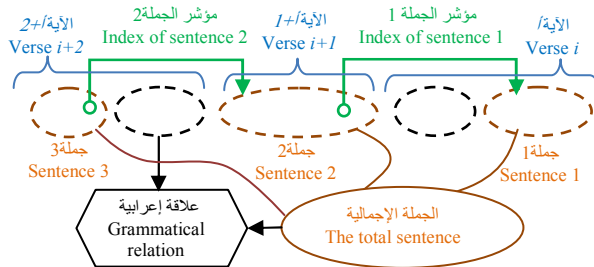 الآية i+2
Verse i+2
مؤشر الجملة2
Index of sentence 2
الآية i+1
Verse i+1
مؤشر الجملة 1
Index of sentence 1
الآية i
Verse i
جملة3
Sentence 3
جملة2
Sentence 2
جملة1
Sentence 1
علاقة إعرابية
Grammatical
relation
الجملة الإجمالية
The total sentence